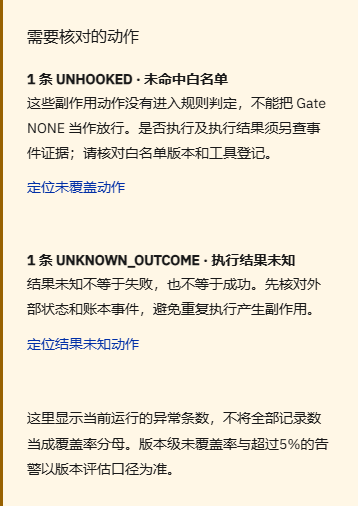 需要核对的动作
1 条 UNHOOKED · 未命中白名单
这些副作用动作没有进入规则判定，不能把 Gate
NONE 当作放行。是否执行及执行结果须另查事
件证据；请核对白名单版本和工具登记。
定位未覆盖动作
1 条 UNKNOWN_OUTCOME · 执行结果未知
结果未知不等于失败，也不等于成功。先核对外
部状态和账本事件，避免重复执行产生副作用。
定位结果未知动作
这里显示当前运行的异常条数，不将全部记录数
当成覆盖率分母。版本级未覆盖率与超过5%的告
警以版本评估口径为准。